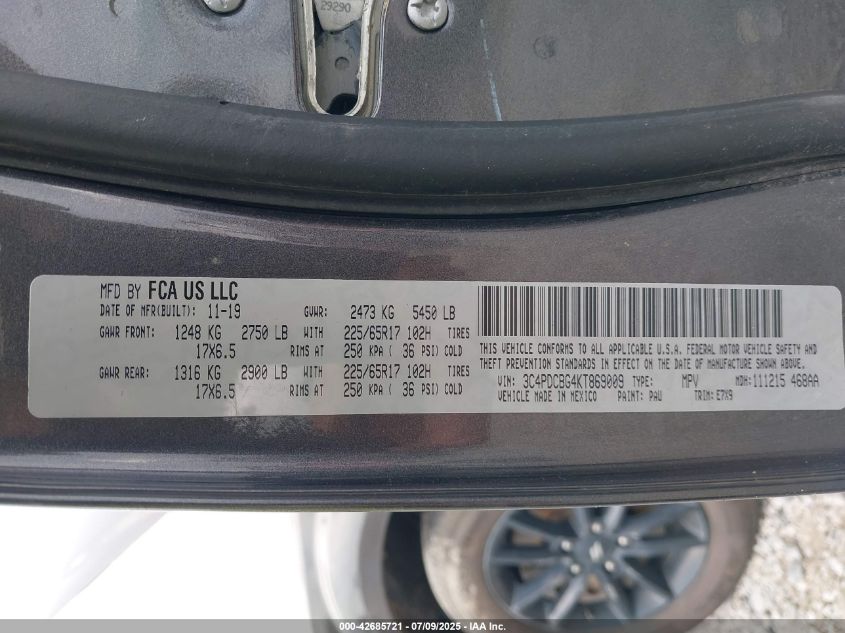 29290
MFD BY FCA US LLC
DATE OF MFR(BUILT): 11-19 GVWR: 2473 KG 5450 LB
GAWR FRONT: 1248 KG 2750 LB WITH 225/65R17 102H TIRES
17X6.5 RIMS AT 250 KPA ( 36 PSI) COLD
GAWR REAR: 1316 KG 2900 LB WITH 225/65R17 102H TIRES
17X6.5 RIMS AT 250 KPA ( 36 PSI) COLD
THIS VEHICLE CONFORMS TO ALL APPLICABLE U.S.A. FEDERAL MOTOR VEHICLE SAFETY AND
THEFT PREVENTION STANDARDS IN EFFECT ON THE DATE OF MANUFACTURE SHOWN ABOVE.
VIN: 3C4PDCBG4KT869009 TYPE: MPV MDH: 111215 468AA
VEHICLE MADE IN MEXICO PAINT: PAU TRIM: E7X9
000-42685721 - 07/09/2025 - IAA Inc.